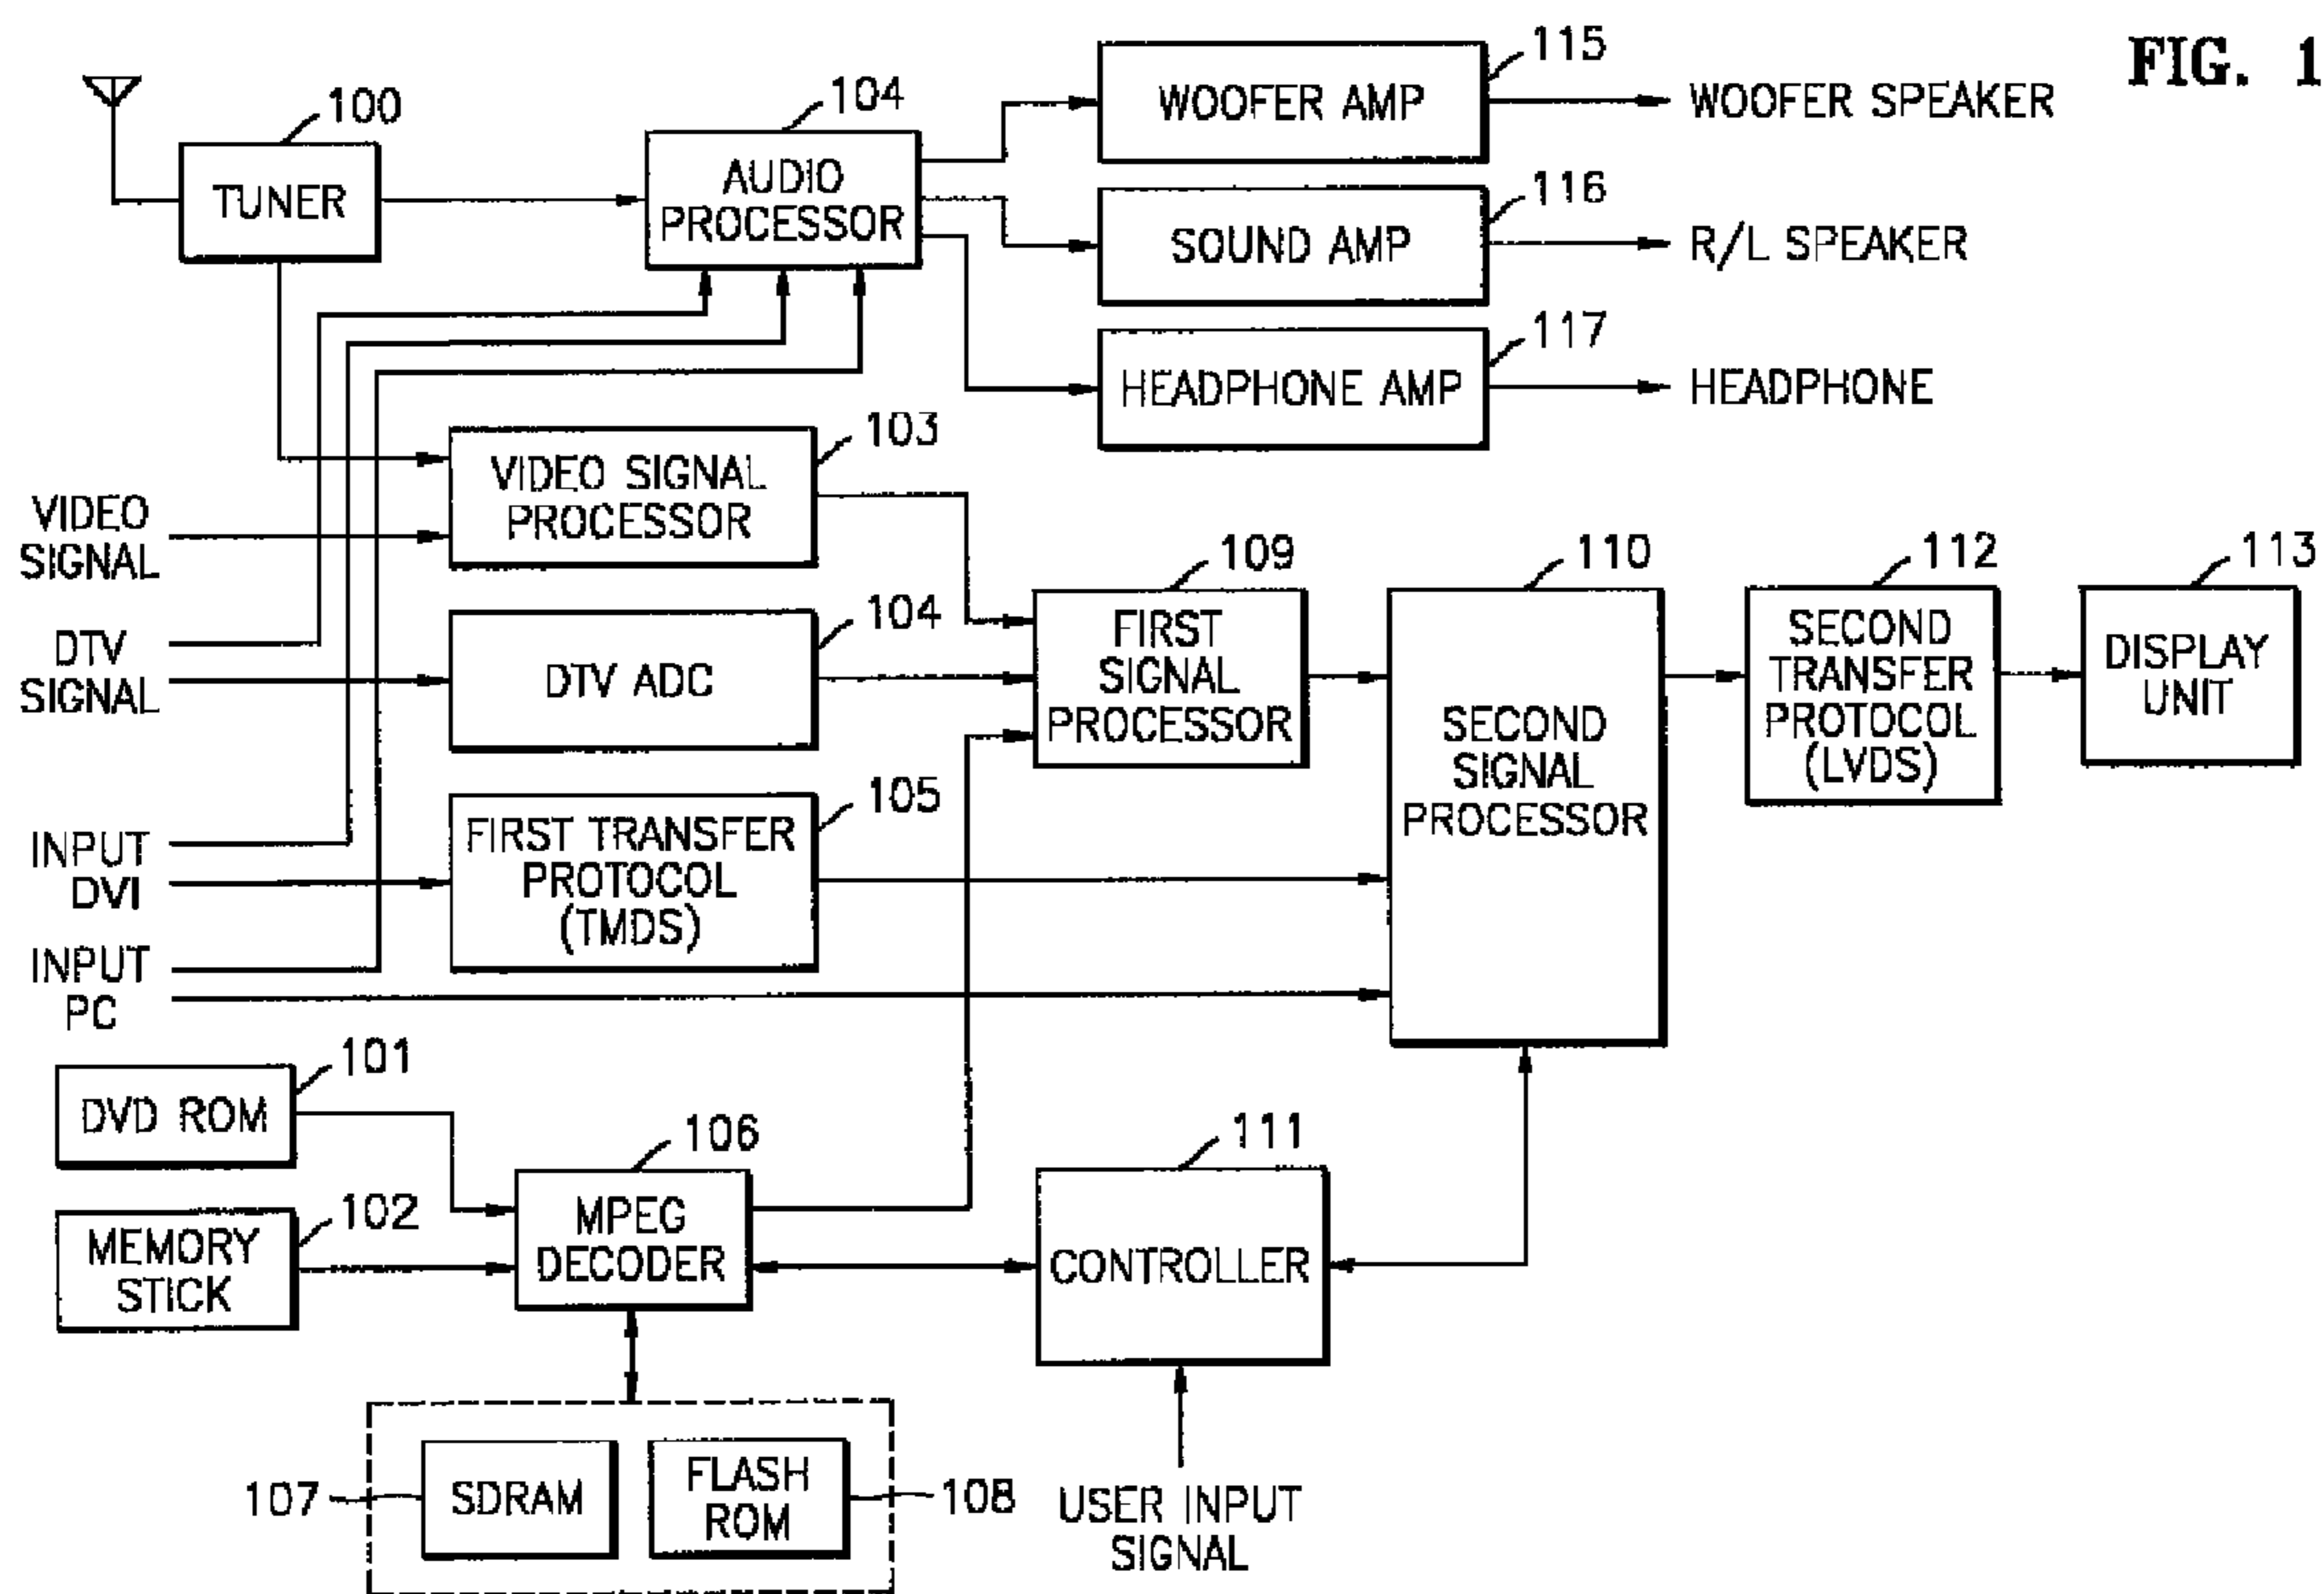 FIG. 1
100
TUNER
104
AUDIO
PROCESSOR
115
WOOFER AMP
WOOFER SPEAKER
116
SOUND AMP
R/L SPEAKER
117
HEADPHONE AMP
HEADPHONE
103
VIDEO SIGNAL
PROCESSOR
VIDEO
SIGNAL
DTV
SIGNAL
104
DTV ADC
109
FIRST
SIGNAL
PROCESSOR
110
SECOND
SIGNAL
PROCESSOR
112
SECOND
TRANSFER
PROTOCOL
(LVDS)
113
DISPLAY
UNIT
105
FIRST TRANSFER
PROTOCOL
(TMDS)
INPUT
DVI
INPUT
PC
101
DVD ROM
102
MEMORY
STICK
106
MPEG
DECODER
111
CONTROLLER
107
SDRAM
FLASH
ROM
108
USER INPUT
SIGNAL